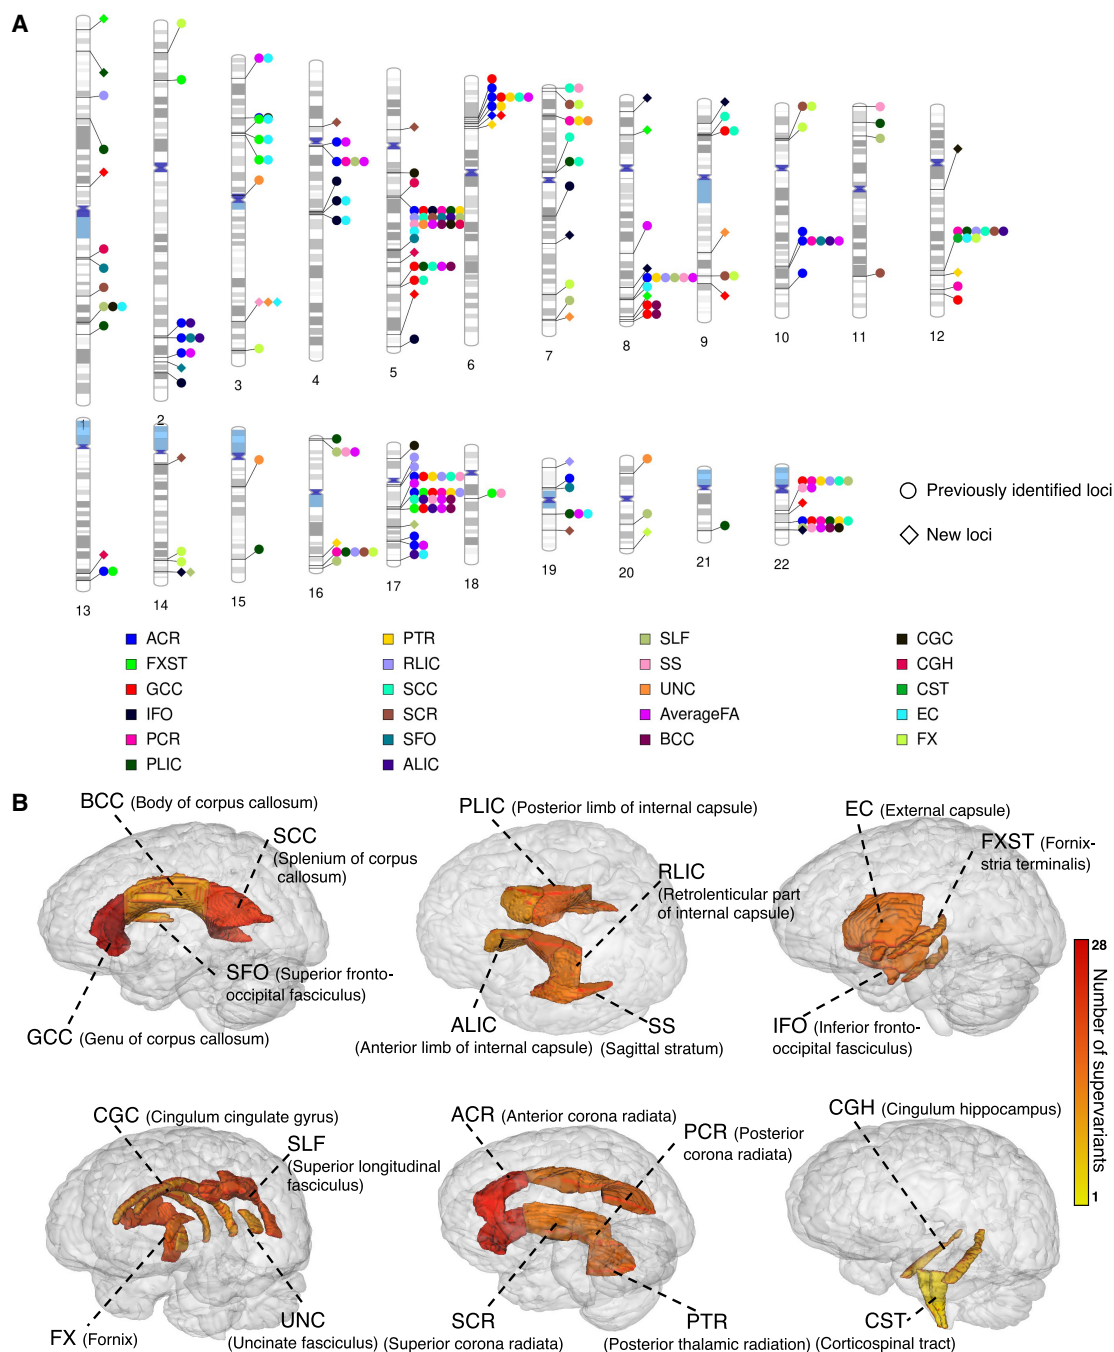 A
1
2
3
4
5
6
7
8
9
10
11
12
Previously identified loci
New loci
13
14
15
16
17
18
19
20
21
22
ACR
PTR
SLF
CGC
FXST
RLIC
SS
CGH
GCC
SCC
UNC
CST
IFO
SCR
AverageFA
EC
PCR
SFO
BCC
FX
PLIC
ALIC
B
BCC (Body of corpus callosum)
SCC
(Splenium of corpus
callosum)
SFO (Superior fronto-
occipital fasciculus)
GCC (Genu of corpus callosum)
PLIC (Posterior limb of internal capsule)
RLIC
(Retrolenticular part
of internal capsule)
ALIC
(Anterior limb of internal capsule)
SS
(Sagittal stratum)
EC (External capsule)
FXST (Fornix-
stria terminalis)
IFO (Inferior fronto-
occipital fasciculus)
28
Number of supervariants
1
CGC (Cingulum cingulate gyrus)
SLF
(Superior longitudinal
fasciculus)
FX (Fornix)
UNC
(Uncinate fasciculus)
ACR (Anterior corona radiata)
PCR (Posterior
corona radiata)
SCR
(Superior corona radiata)
PTR
(Posterior thalamic radiation)
CGH (Cingulum hippocampus)
CST
(Corticospinal tract)